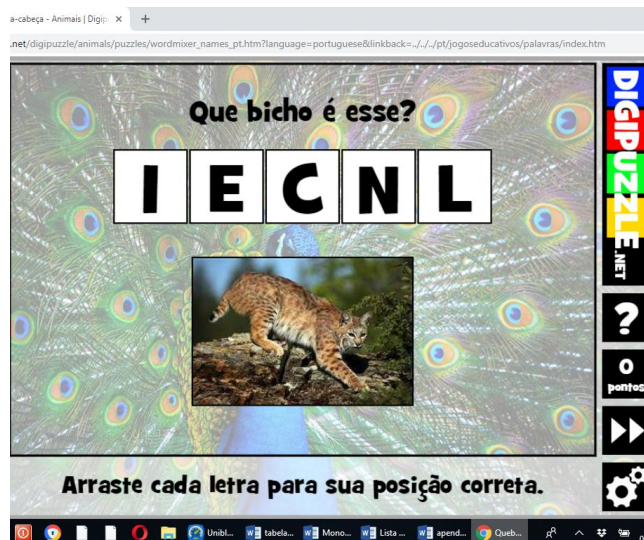 a-cabeça - Animais | Digip
.net/digipuzzle/animals/puzzles/wordmixer_names_pt.htm?language=portuguese&linkback=../../../pt/jogoseducativos/palavras/index.htm
Que bicho é esse?
I E C N L
DIGIPUZZLE.NET
?
0
pontos
Arraste cada letra para sua posição correta.
Unibl... tabela... Mono... Lista ... apend... Queb...